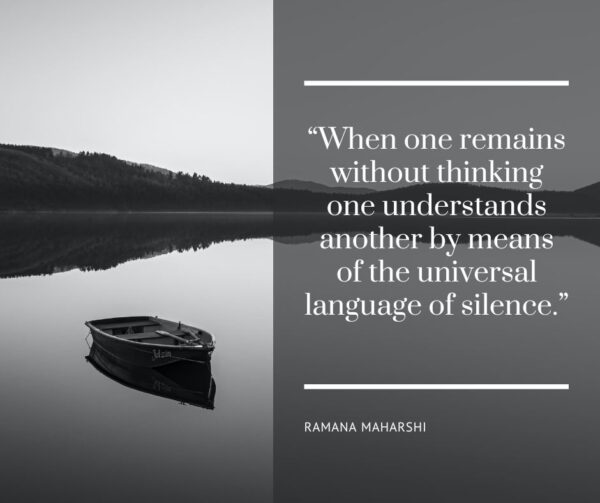 “When one remains
without thinking
one understands
another by means
of the universal
language of silence.”
RAMANA MAHARSHI